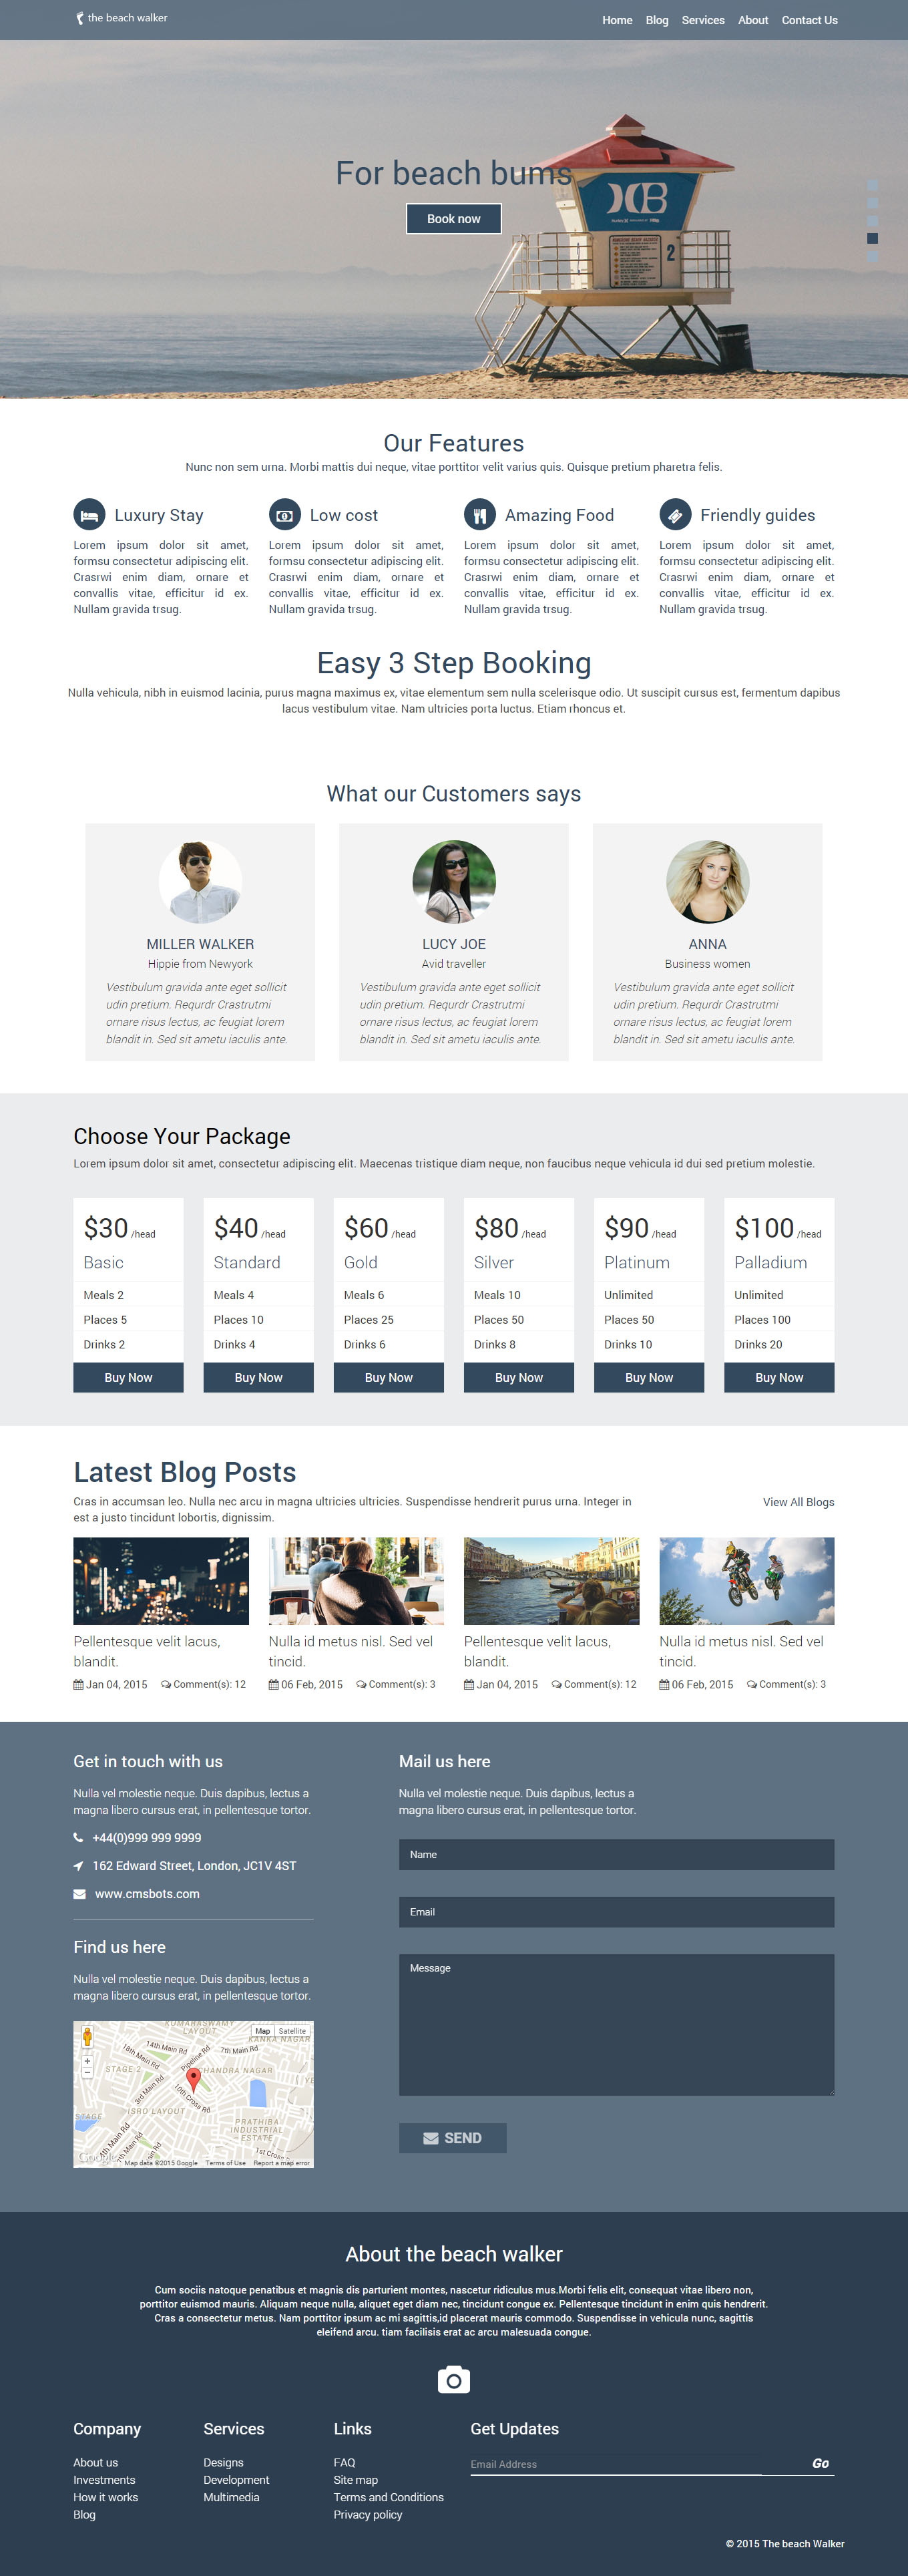 the beach walker
Home Blog Services About Contact Us
For beach bums
Book now
HB
2
Our Features
Nunc non sem urna. Morbi mattis dui neque, vitae porttitor velit varius quis. Quisque pretium pharetra felis.
Luxury Stay
Lorem ipsum dolor sit amet,
formsu consectetur adipiscing elit.
Crasrwi enim diam, ornare et
convallis vitae, efficitur id ex.
Nullam gravida trsug.
Low cost
Lorem ipsum dolor sit amet,
formsu consectetur adipiscing elit.
Crasrwi enim diam, ornare et
convallis vitae, efficitur id ex.
Nullam gravida trsug.
Amazing Food
Lorem ipsum dolor sit amet,
formsu consectetur adipiscing elit.
Crasrwi enim diam, ornare et
convallis vitae, efficitur id ex.
Nullam gravida trsug.
Friendly guides
Lorem ipsum dolor sit amet,
formsu consectetur adipiscing elit.
Crasrwi enim diam, ornare et
convallis vitae, efficitur id ex.
Nullam gravida trsug.
Easy 3 Step Booking
Nulla vehicula, nibh in euismod lacinia, purus magna maximus ex, vitae elementum sem nulla scelerisque odio. Ut suscipit cursus est, fermentum dapibus
lacus vestibulum vitae. Nam ultricies porta luctus. Etiam rhoncus et.
What our Customers says
MILLER WALKER
Hippie from Newyork
Vestibulum gravida ante eget sollicit
udin pretium. Requrdr Crastrutmi
ornare risus lectus, ac feugiat lorem
blandit in. Sed sit ametu iaculis ante.
LUCY JOE
Avid traveller
Vestibulum gravida ante eget sollicit
udin pretium. Requrdr Crastrutmi
ornare risus lectus, ac feugiat lorem
blandit in. Sed sit ametu iaculis ante.
ANNA
Business women
Vestibulum gravida ante eget sollicit
udin pretium. Requrdr Crastrutmi
ornare risus lectus, ac feugiat lorem
blandit in. Sed sit ametu iaculis ante.
Choose Your Package
Lorem ipsum dolor sit amet, consectetur adipiscing elit. Maecenas tristique diam neque, non faucibus neque vehicula id dui sed pretium molestie.
$30 /head
Basic
Meals 2
Places 5
Drinks 2
Buy Now
$40 /head
Standard
Meals 4
Places 10
Drinks 4
Buy Now
$60 /head
Gold
Meals 6
Places 25
Drinks 6
Buy Now
$80 /head
Silver
Meals 10
Places 50
Drinks 8
Buy Now
$90 /head
Platinum
Unlimited
Places 50
Drinks 10
Buy Now
$100 /head
Palladium
Unlimited
Places 100
Drinks 20
Buy Now
Latest Blog Posts
Cras in accumsan leo. Nulla nec arcu in magna ultricies ultricies. Suspendisse hendrerit purus urna. Integer in
est a justo tincidunt lobortis, dignissim.
View All Blogs
Pellentesque velit lacus,
blandit.
Jan 04, 2015 Comment(s): 12
Nulla id metus nisl. Sed vel
tincid.
06 Feb, 2015 Comment(s): 3
Pellentesque velit lacus,
blandit.
Jan 04, 2015 Comment(s): 12
Nulla id metus nisl. Sed vel
tincid.
06 Feb, 2015 Comment(s): 3
Get in touch with us
Nulla vel molestie neque. Duis dapibus, lectus a
magna libero cursus erat, in pellentesque tortor.
+44(0)999 999 9999
162 Edward Street, London, JC1V 4ST
www.cmsbots.com
Find us here
Nulla vel molestie neque. Duis dapibus, lectus a
magna libero cursus erat, in pellentesque tortor.
KUMARASWAMY
LAYOUT
Map Satellite
KANKA NAGAR
14th Main Rd
7th Main Rd
18th Main Rd
Pipeline Rd
STAGE 2
CHANDRA NAGAR
3rd Main Rd
10th Cross Rd
ISRO LAYOUT
STAGE
PRATHIBA
INDUSTRIAL
ESTATE
1st Cross
Google
Map data ©2015 Google Terms of Use Report a map error
Mail us here
Nulla vel molestie neque. Duis dapibus, lectus a
magna libero cursus erat, in pellentesque tortor.
Name
Email
Message
SEND
About the beach walker
Cum sociis natoque penatibus et magnis dis parturient montes, nascetur ridiculus mus.Morbi felis elit, consequat vitae libero non,
porttitor euismod mauris. Aliquam neque nulla, aliquet eget diam nec, tincidunt congue ex. Pellentesque tincidunt in enim quis hendrerit.
Cras a consectetur metus. Nam porttitor ipsum ac mi sagittis,id placerat mauris commodo. Suspendisse in vehicula nunc, sagittis
eleifend arcu. tiam facilisis erat ac arcu malesuada congue.
Company
About us
Investments
How it works
Blog
Services
Designs
Development
Multimedia
Links
FAQ
Site map
Terms and Conditions
Privacy policy
Get Updates
Email Address
Go
© 2015 The beach Walker